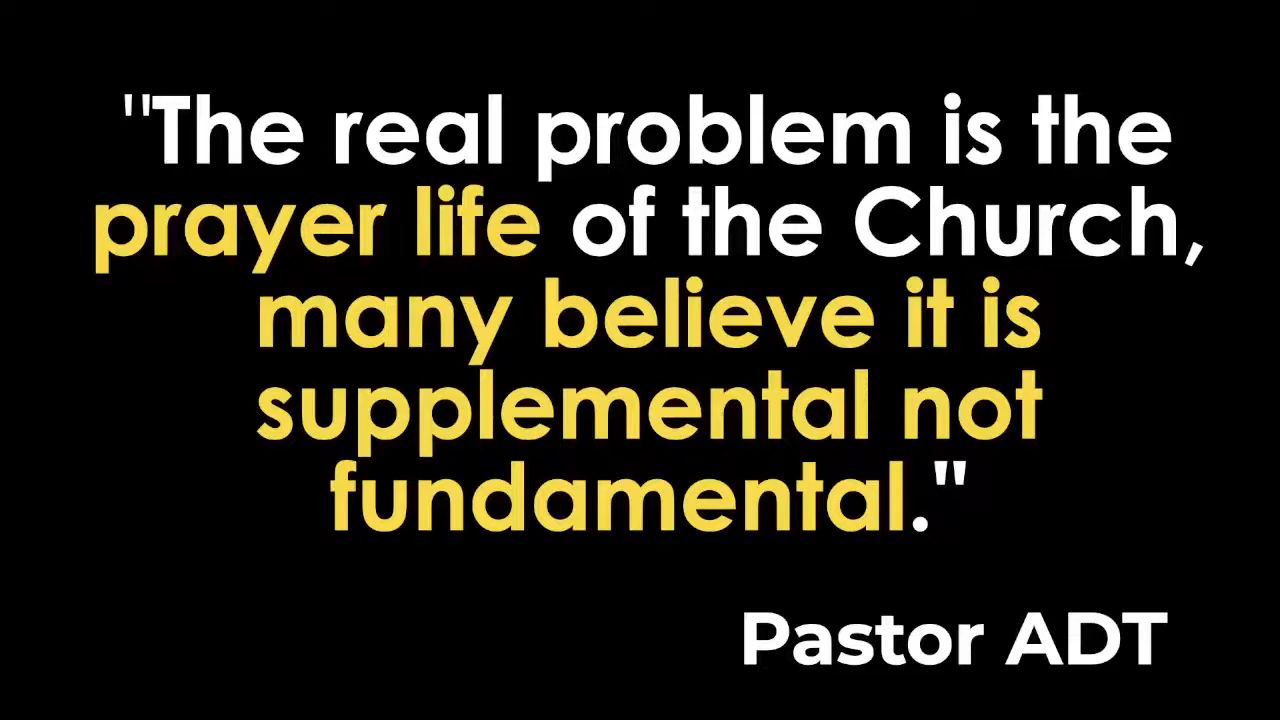 "The real problem is the
prayer life of the Church,
many believe it is
supplemental not
fundamental."
Pastor ADT